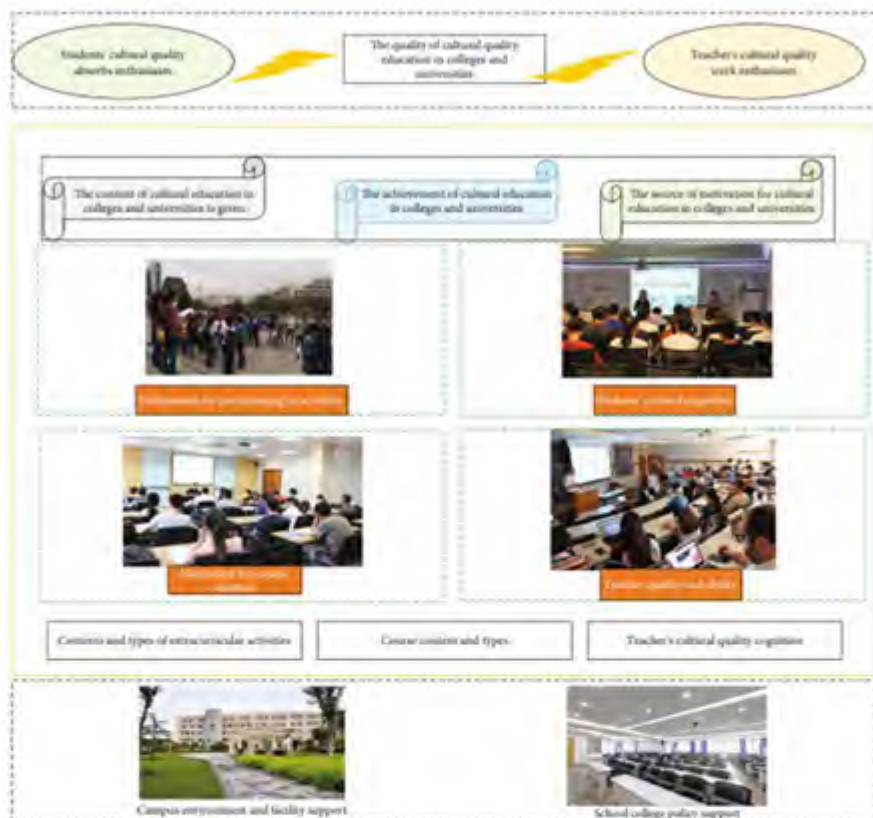 Students' cultural quality
absorbs enthusiasm
The quality of cultural quality
education in colleges and
universities
Teacher's cultural quality
work enthusiasm
The content of cultural education in
colleges and universities is given
The achievement of cultural education
in colleges and universities
The source of motivation for cultural
education in colleges and universities
Students' cultural cognition
Teacher quality and ability
Contents and types of extracurricular activities
Course content and types
Teacher's cultural quality cognition
Campus environment and facility support
School college policy support